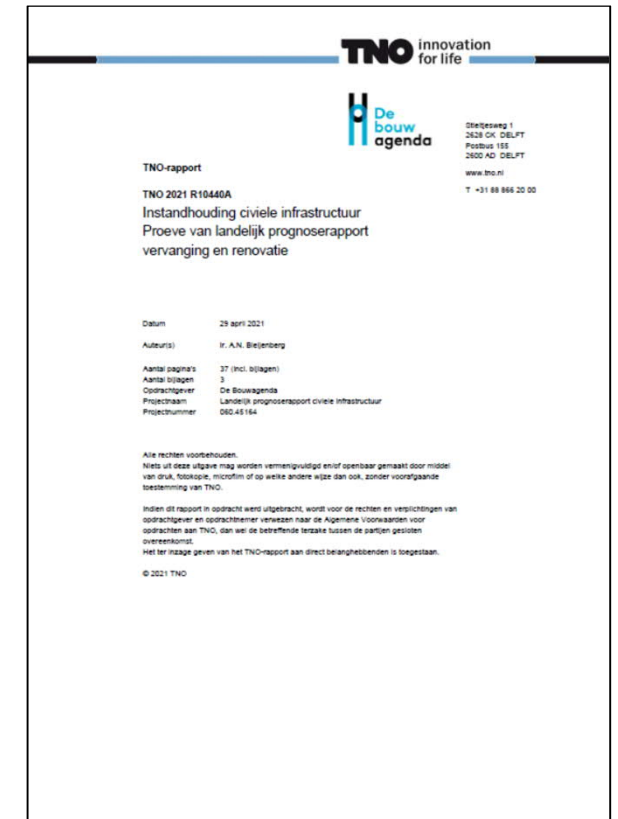 TNO innovation
for life
De
bouw
agenda
Stieltjesweg 1
2628 CK DELFT
Postbus 155
2600 AD DELFT
www.tno.nl
T +31 88 866 20 00
TNO-rapport
TNO 2021 R10440A
Instandhouding civiele infrastructuur
Proeve van landelijk prognoserapport
vervanging en renovatie
Datum 29 april 2021
Auteur(s) Ir. A.N. Bleijenberg
Aantal pagina's 37 (incl. bijlagen)
Aantal bijlagen 3
Opdrachtgever De Bouwagenda
Projectnaam Landelijk prognoserapport civiele infrastructuur
Projectnummer 060.45164
Alle rechten voorbehouden.
Niets uit deze uitgave mag worden vermenigvuldigd en/of openbaar gemaakt door middel
van druk, fotokopie, microfilm of op welke andere wijze dan ook, zonder voorafgaande
toestemming van TNO.
Indien dit rapport in opdracht werd uitgebracht, wordt voor de rechten en verplichtingen van
opdrachtgever en opdrachtnemer verwezen naar de Algemene Voorwaarden voor
opdrachten aan TNO, dan wel de betreffende terzake tussen de partijen gesloten
overeenkomst.
Het ter inzage geven van het TNO-rapport aan direct belanghebbenden is toegestaan.
© 2021 TNO